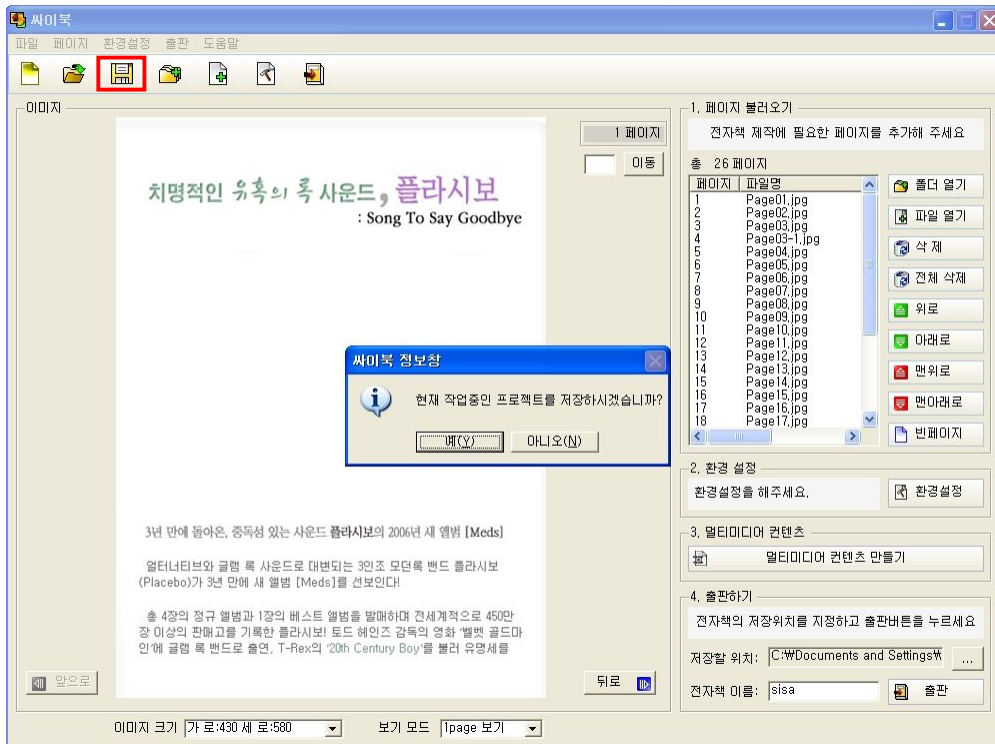 싸이북
파일 페이지 환경설정 출판 도움말
이미지
1 페이지
이동
치명적인 유혹의 록 사운드, 플라시보
: Song To Say Goodbye
3년 만에 돌아온, 중독성 있는 사운드 플라시보의 2006년 새 앨범 [Meds]
얼터너티브와 글램 록 사운드로 대변되는 3인조 모던록 밴드 플라시보
(Placebo)가 3년 만에 새 앨범 [Meds]를 선보인다!
총 4장의 정규 앨범과 1장의 베스트 앨범을 발매하며 전세계적으로 450만
장 이상의 판매고를 기록한 플라시보! 토드 헤인즈 감독의 영화 '벨벳 골드마
인'에 글램 록 밴드로 출연, T-Rex의 '20th Century Boy'를 불러 유명세를
앞으로
뒤로
이미지 크기 가 로:430 세 로:580
보기 모드 1page 보기
싸이북 정보창
현재 작업중인 프로젝트를 저장하시겠습니까?
예(Y) 아니오(N)
1. 페이지 불러오기
전자책 제작에 필요한 페이지를 추가해 주세요
총 26 페이지
페이지 파일명
1 Page01.jpg
2 Page02.jpg
3 Page03.jpg
4 Page03-1.jpg
5 Page04.jpg
6 Page05.jpg
7 Page06.jpg
8 Page07.jpg
9 Page08.jpg
10 Page09.jpg
11 Page10.jpg
12 Page11.jpg
13 Page12.jpg
14 Page13.jpg
15 Page14.jpg
16 Page15.jpg
17 Page16.jpg
18 Page17.jpg
폴더 열기
파일 열기
삭 제
전체 삭제
위로
아래로
맨위로
맨아래로
빈페이지
2. 환경 설정
환경설정을 해주세요.
환경설정
3. 멀티미디어 컨텐츠
멀티미디어 컨텐츠 만들기
4. 출판하기
전자책의 저장위치를 지정하고 출판버튼을 누르세요
저장할 위치: C:₩Documents and Settings₩ ...
전자책 이름: sisa
출판